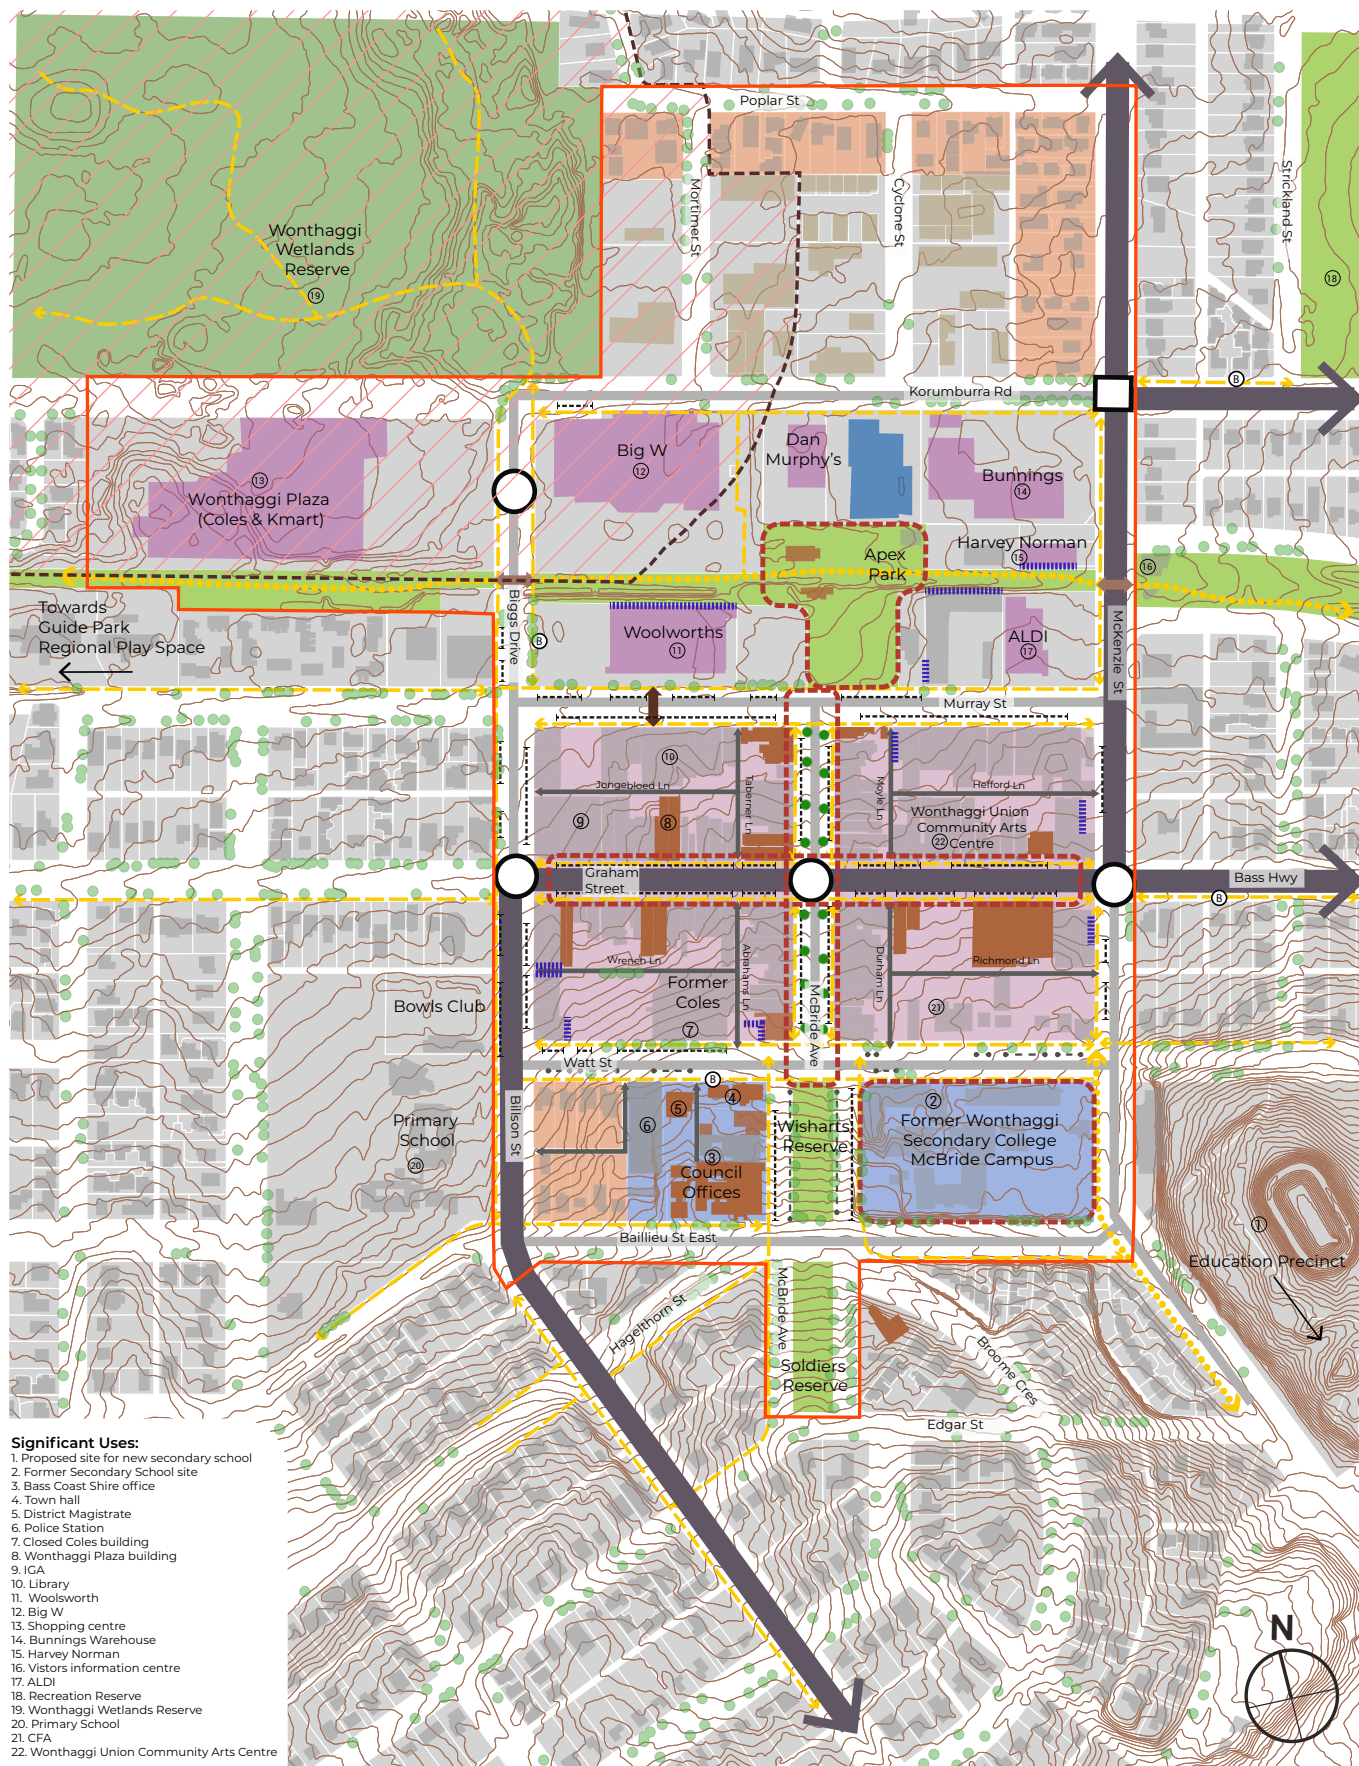 Poplar St
Mortimer St
Cyclone St
Strickland St
Wonthaggi
Wetlands
Reserve
19
18
Korumburra Rd
B
Big W
12
Dan
Murphy's
Bunnings
14
13
Wonthaggi Plaza
(Coles & Kmart)
Harvey Norman
15
Apex
Park
16
Towards
Guide Park
Regional Play Space
Biggs Drive
B
Woolworths
11
ALDI
17
McKenzie St
Murray St
10
Jongebloed Ln
Taberner Ln
Moyle Ln
Hefford Ln
9
8
Wonthaggi Union
Community Arts
22
Centre
Graham
Street
Bass Hwy
B
Wrench Ln
Abrahams Ln
Durham Ln
Richmond Ln
Former
Coles
7
Bowls Club
McBride Ave
21
Watt St
B
Billson St
Primary
School
20
6
5
4
3
Council
Offices
Wisharts
Reserve
2
Former Wonthaggi
Secondary College
McBride Campus
1
Education Precinct
Baillieu St East
Hagelthorn St
McBride Ave
Soldiers
Reserve
Broome Cres
Edgar St
Significant Uses:
1. Proposed site for new secondary school
2. Former Secondary School site
3. Bass Coast Shire office
4. Town hall
5. District Magistrate
6. Police Station
7. Closed Coles building
8. Wonthaggi Plaza building
9. IGA
10. Library
11. Woolsworth
12. Big W
13. Shopping centre
14. Bunnings Warehouse
15. Harvey Norman
16. Vistors information centre
17. ALDI
18. Recreation Reserve
19. Wonthaggi Wetlands Reserve
20. Primary School
21. CFA
22. Wonthaggi Union Community Arts Centre
N